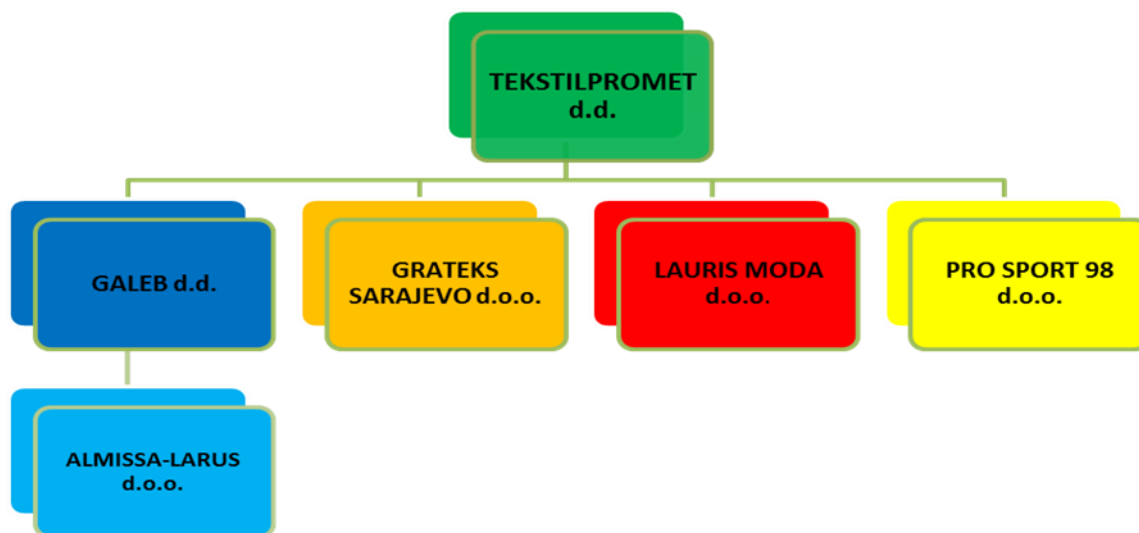 TEKSTILPROMET
d.d.
GALEB d.d.
GRATEKS
SARAJEVO d.o.o.
LAURIS MODA
d.o.o.
PRO SPORT 98
d.o.o.
ALMISSA-LARUS
d.o.o.